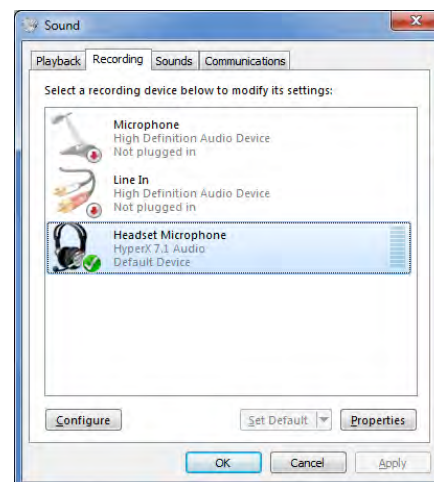 Sound
Playback Recording Sounds Communications
Select a recording device below to modify its settings:
Microphone
High Definition Audio Device
Not plugged in
Line In
High Definition Audio Device
Not plugged in
Headset Microphone
HyperX 7.1 Audio
Default Device
Configure Set Default Properties
OK Cancel Apply